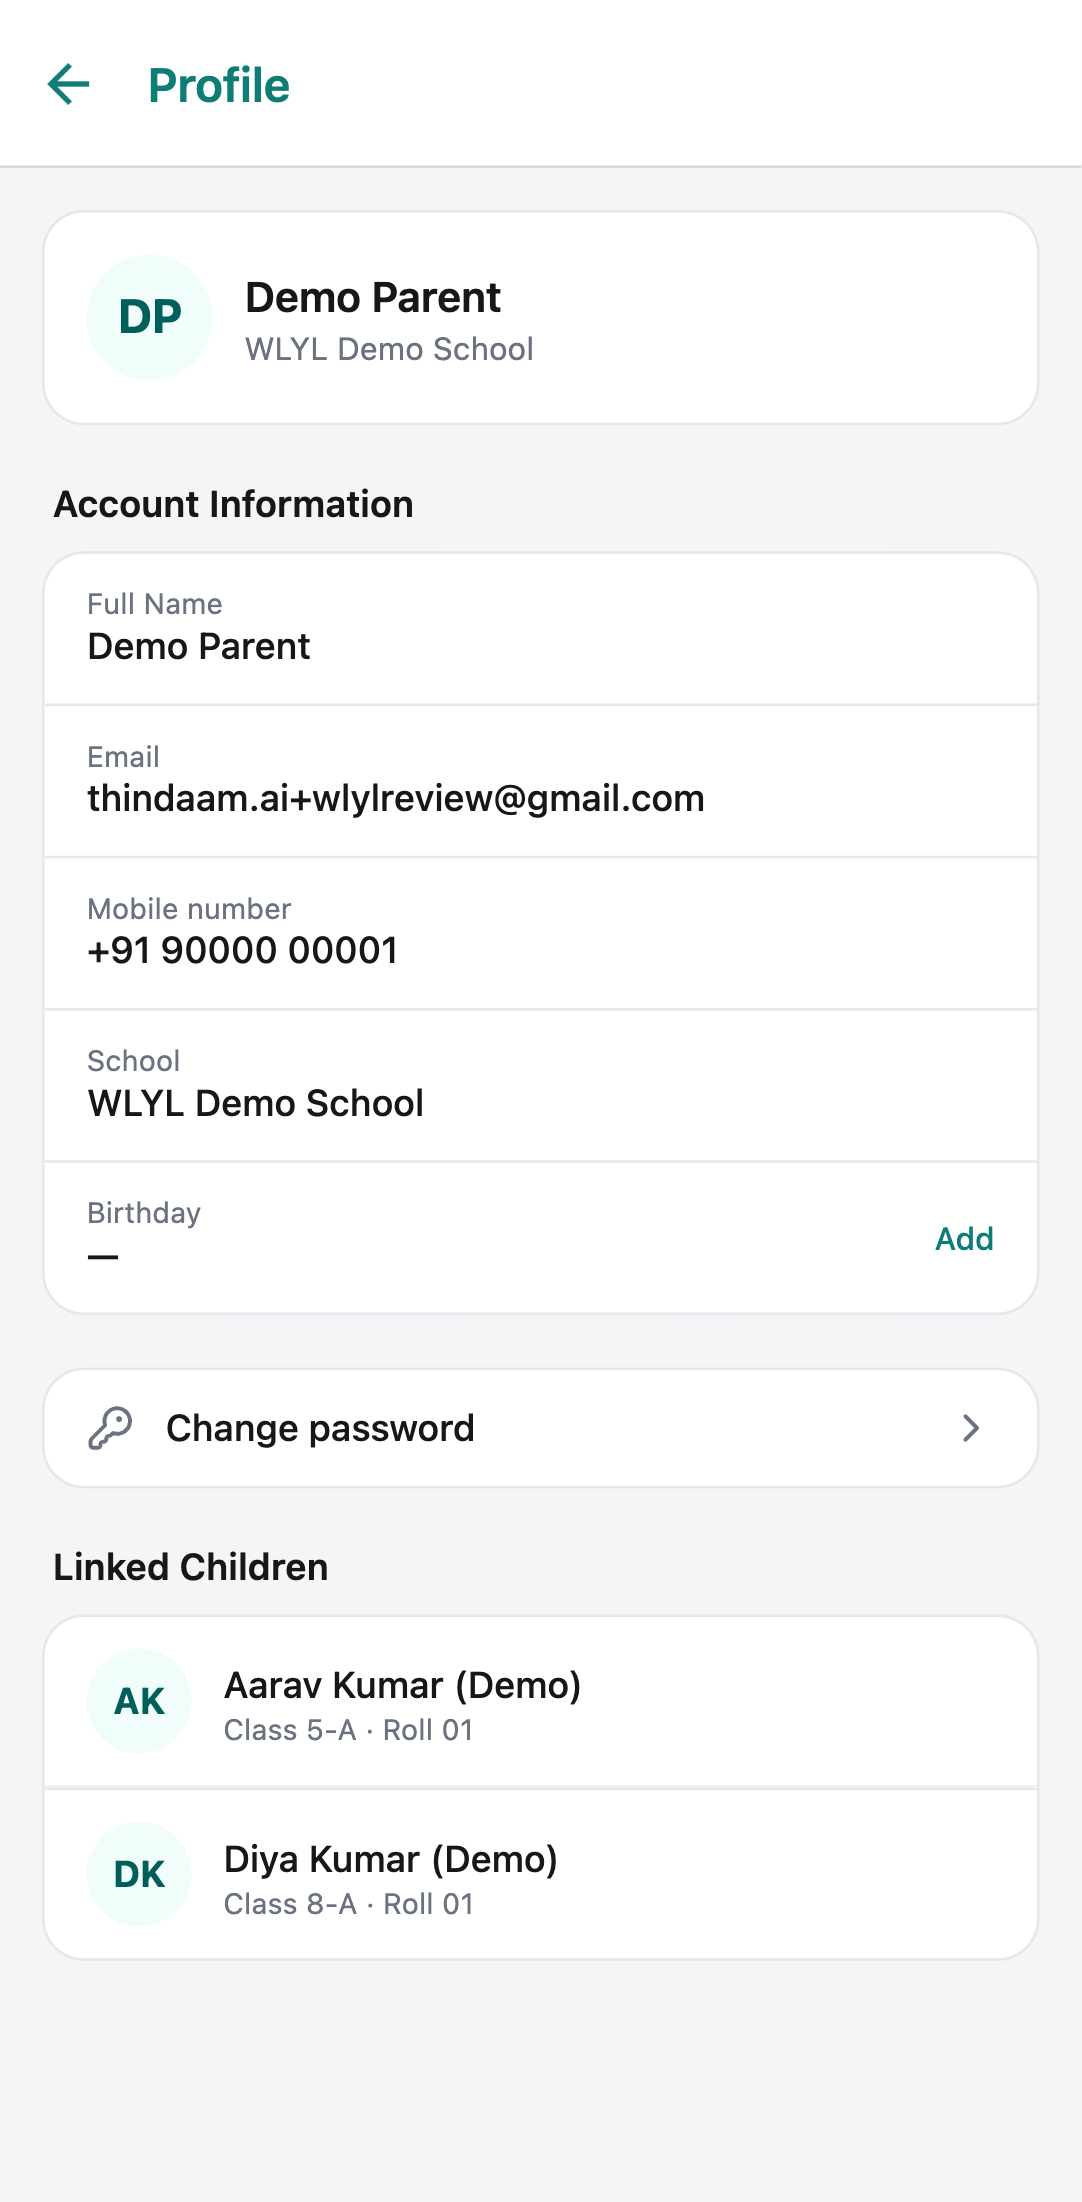 Profile
DP
Demo Parent
WLYL Demo School
Account Information
Full Name
Demo Parent
Email
thindaam.ai+wlylreview@gmail.com
Mobile number
+91 90000 00001
School
WLYL Demo School
Birthday
—
Add
Change password
Linked Children
AK
Aarav Kumar (Demo)
Class 5-A · Roll 01
DK
Diya Kumar (Demo)
Class 8-A · Roll 01